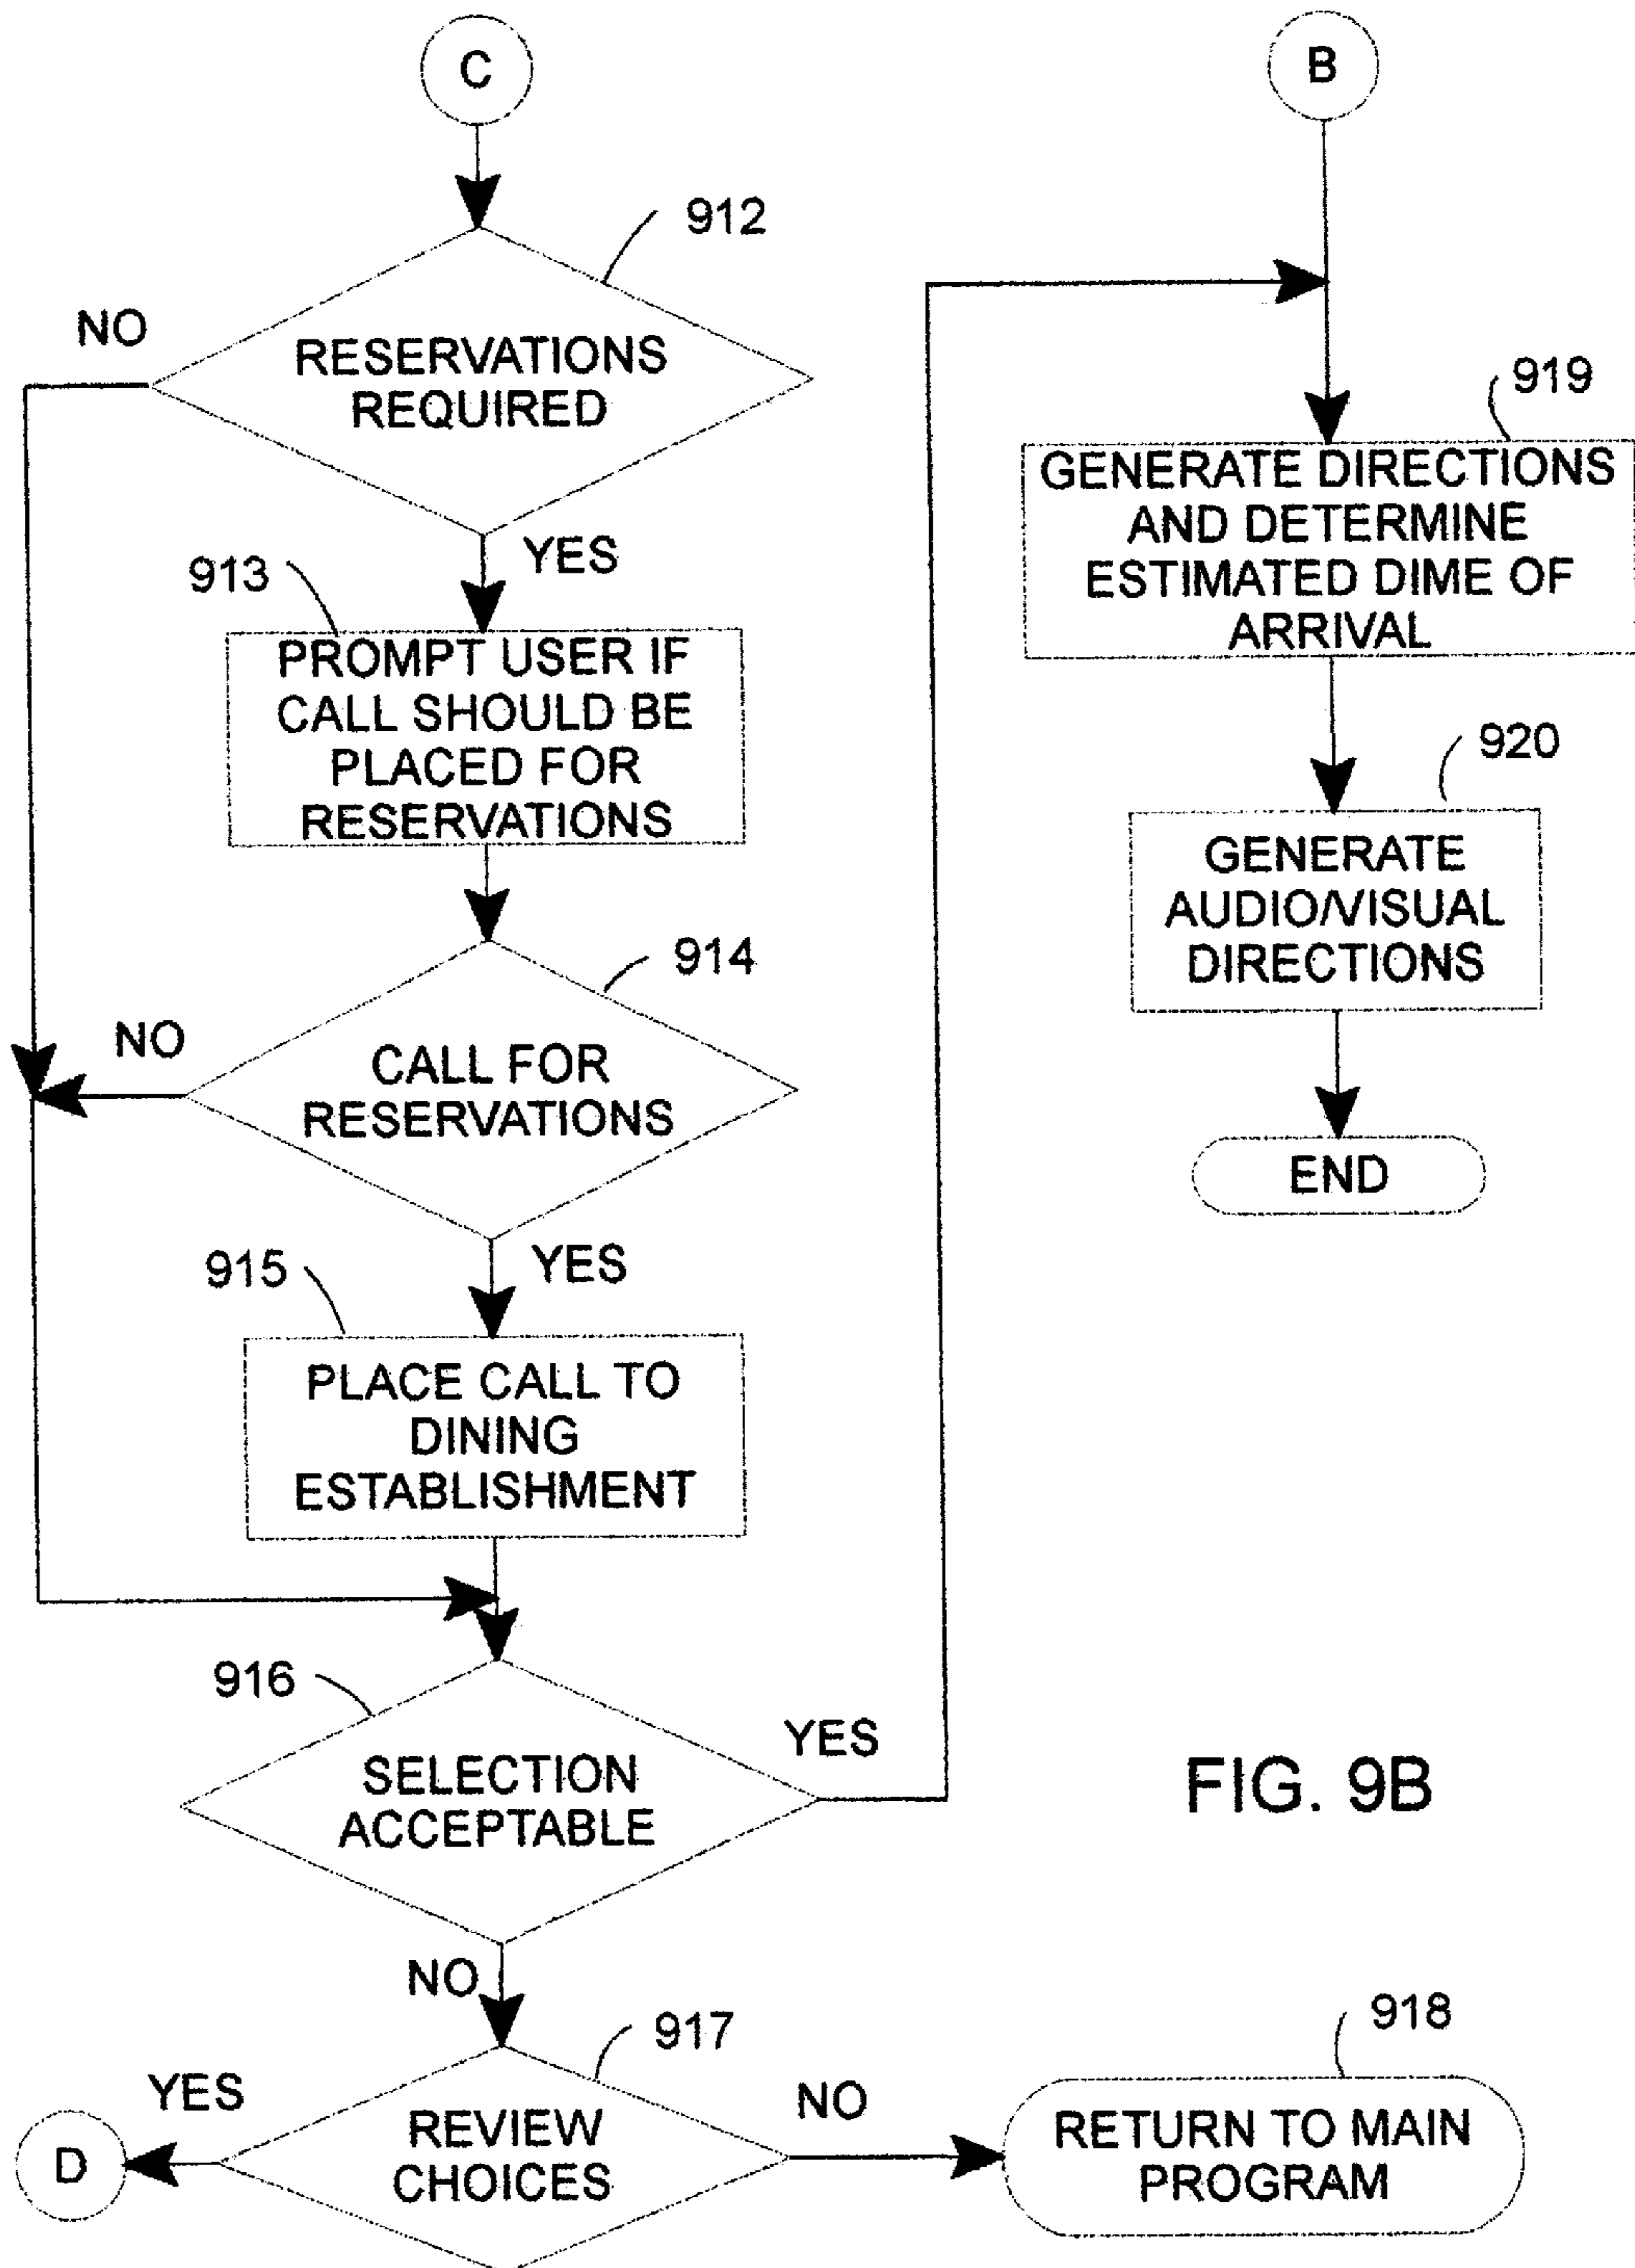 C
912
NO
RESERVATIONS
REQUIRED
YES
913
PROMPT USER IF
CALL SHOULD BE
PLACED FOR
RESERVATIONS
914
NO
CALL FOR
RESERVATIONS
YES
915
PLACE CALL TO
DINING
ESTABLISHMENT
916
YES
SELECTION
ACCEPTABLE
NO
917
YES
NO
REVIEW
CHOICES
D
918
RETURN TO MAIN
PROGRAM
B
919
GENERATE DIRECTIONS
AND DETERMINE
ESTIMATED DIME OF
ARRIVAL
920
GENERATE
AUDIO/VISUAL
DIRECTIONS
END
FIG. 9B